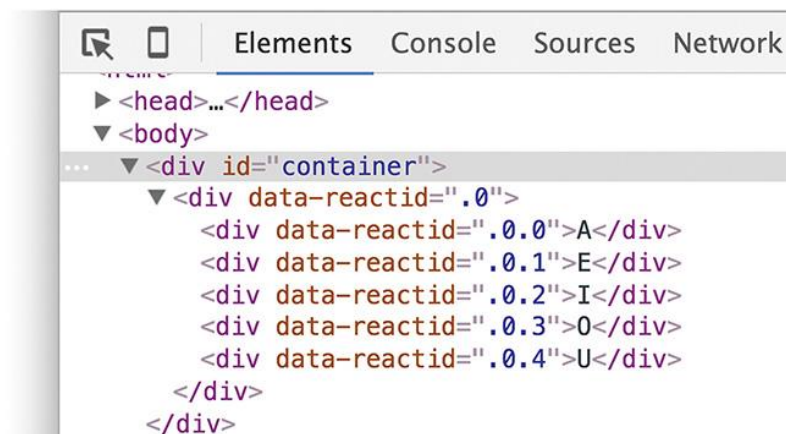 Elements Console Sources Network
▶ <head>…</head>
▼ <body>
... ▼ <div id="container">
▼ <div data-reactid=".0">
<div data-reactid=".0.0">A</div>
<div data-reactid=".0.1">E</div>
<div data-reactid=".0.2">I</div>
<div data-reactid=".0.3">O</div>
<div data-reactid=".0.4">U</div>
</div>
</div>